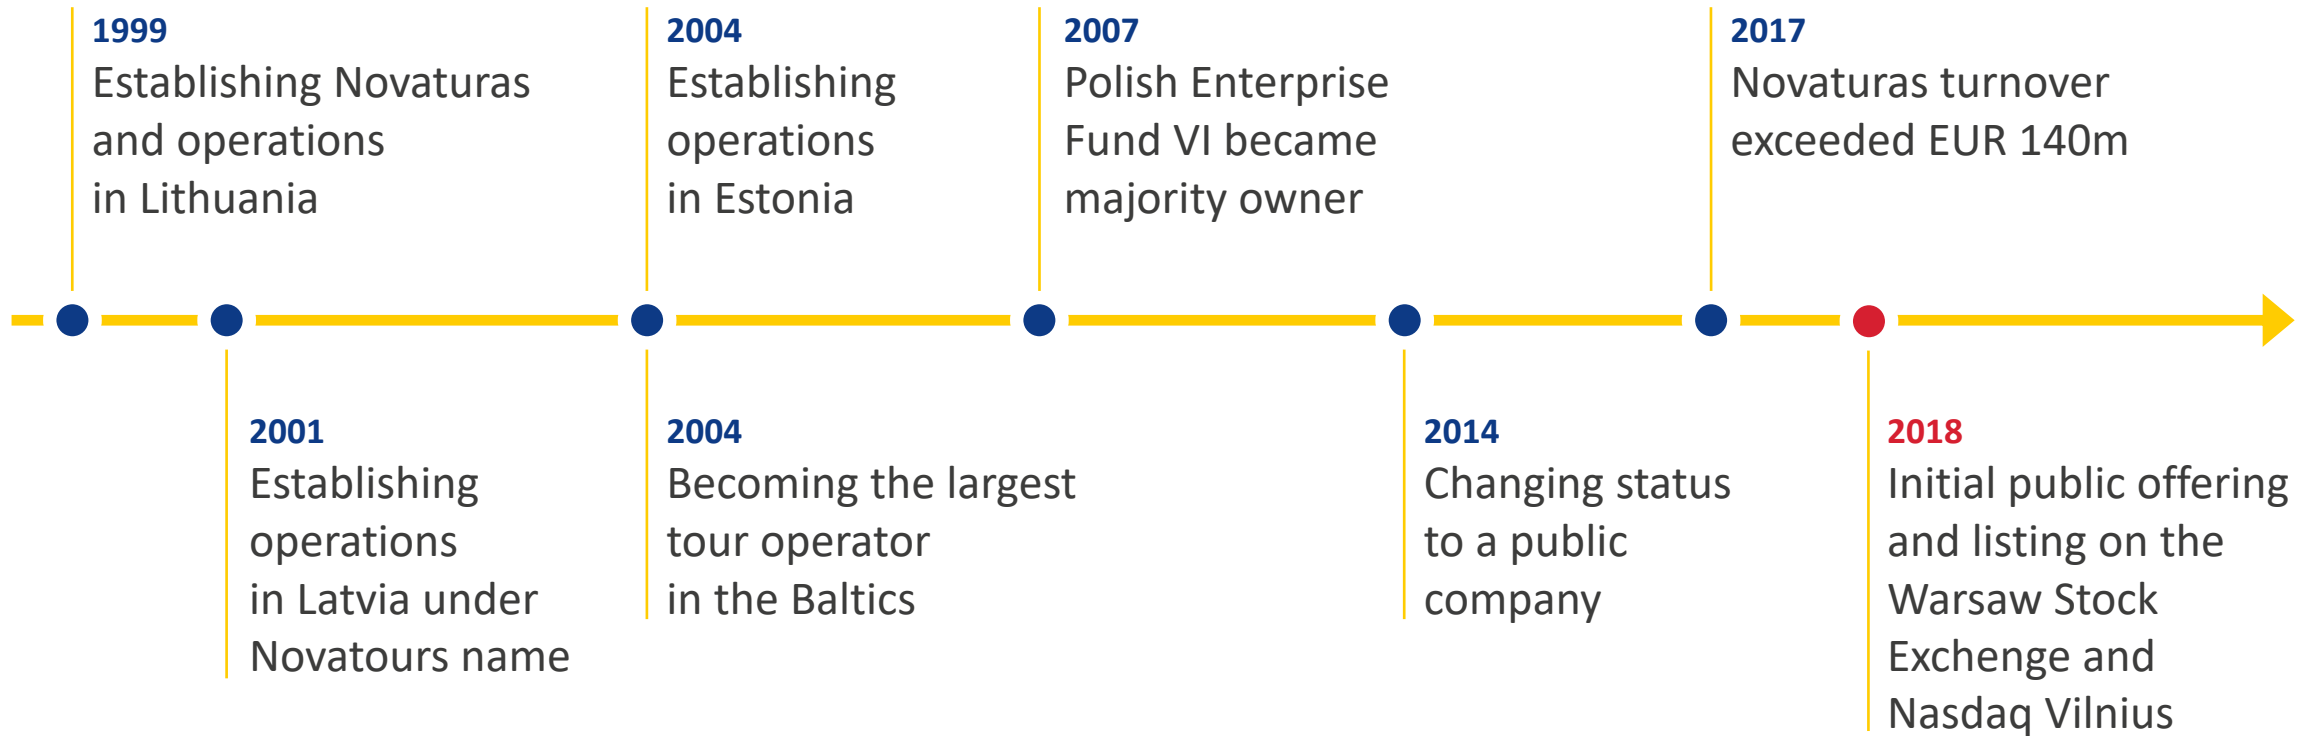 1999
Establishing Novaturas
and operations
in Lithuania
2004
Establishing
operations
in Estonia
2007
Polish Enterprise
Fund VI became
majority owner
2017
Novaturas turnover
exceeded EUR 140m
2001
Establishing
operations
in Latvia under
Novatours name
2004
Becoming the largest
tour operator
in the Baltics
2014
Changing status
to a public
company
2018
Initial public offering
and listing on the
Warsaw Stock
Exchenge and
Nasdaq Vilnius